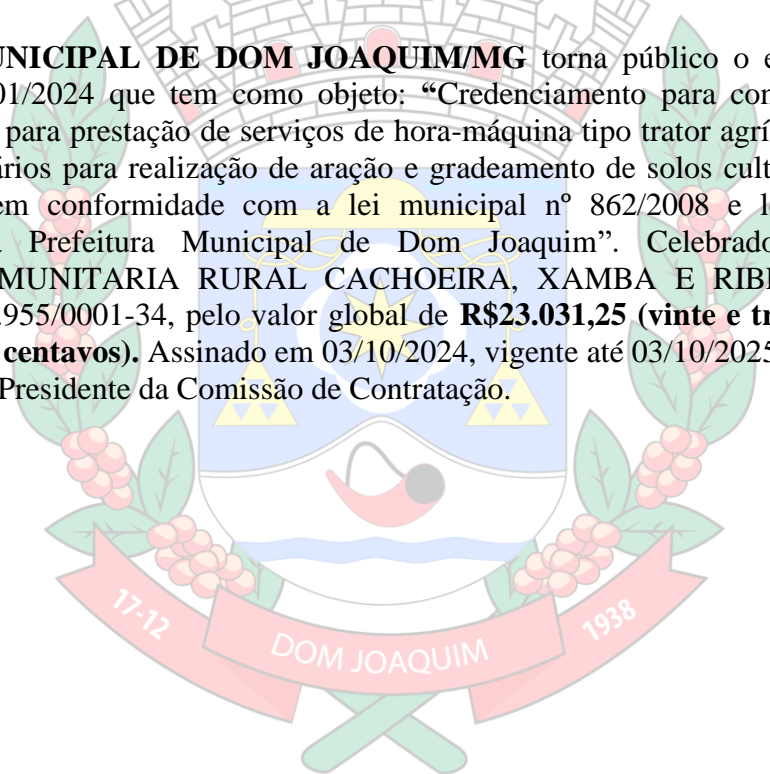 UNICIPAL DE DOM JOAQUIM/MG torna público o e
01/2024 que tem como objeto: “Credenciamento para con
para prestação de serviços de hora-máquina tipo trator agrí
ários para realização de aração e gradeamento de solos cult
em conformidade com a lei municipal nº 862/2008 e l
Prefeitura Municipal de Dom Joaquim”. Celebrado
MUNITARIA RURAL CACHOEIRA, XAMBA E RIBE
.955/0001-34, pelo valor global de R$23.031,25 (vinte e tr
centavos). Assinado em 03/10/2024, vigente até 03/10/2025
Presidente da Comissão de Contratação.
17-12
DOM JOAQUIM
1938